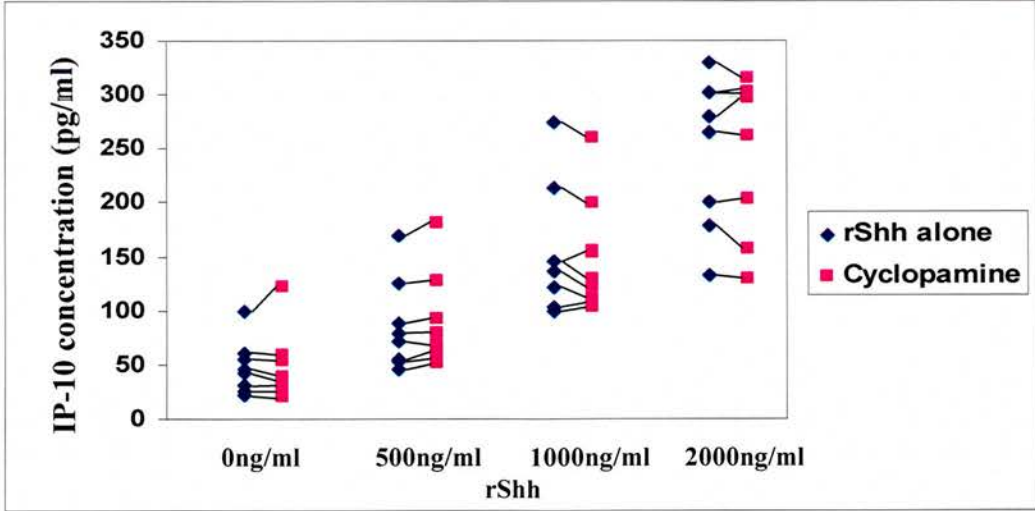 IP-10 concentration (pg/ml)
350
300
250
200
150
100
50
0
0ng/ml 500ng/ml 1000ng/ml 2000ng/ml
rShh
rShh alone
Cyclopamine